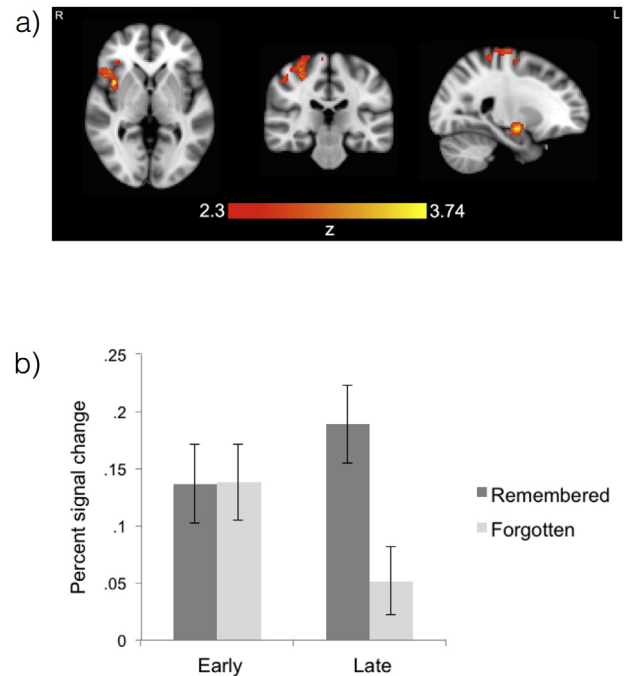 a)
R L
2.3 3.74
z
b)
.25
.2
.15
.1
.05
0
Percent signal change
Early Late
Remembered
Forgotten